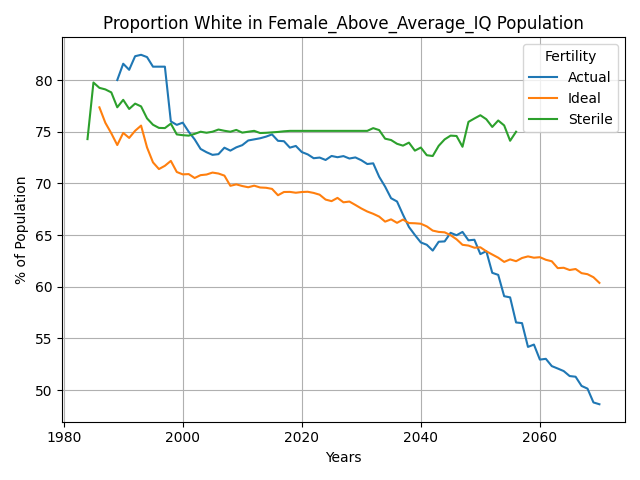 Proportion White in Female_Above_Average_IQ Population
% of Population
80
75
70
65
60
55
50
Fertility
Actual
Ideal
Sterile
1980
2000
2020
2040
2060
Years